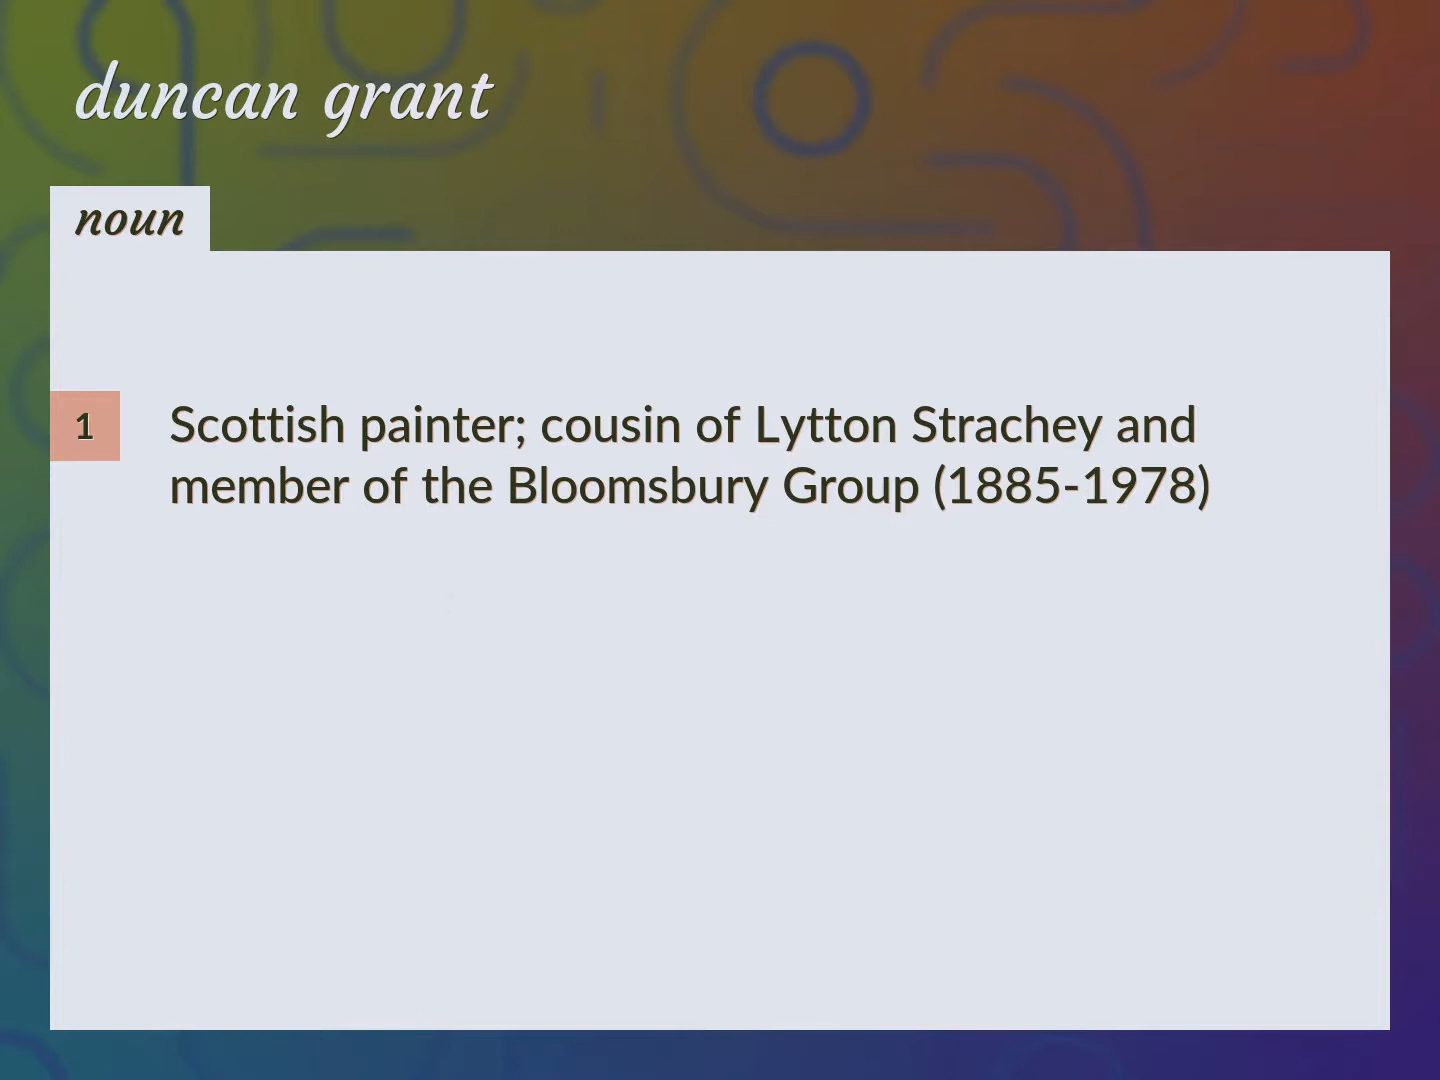 duncan grant
noun
1
Scottish painter; cousin of Lytton Strachey and
member of the Bloomsbury Group (1885-1978)